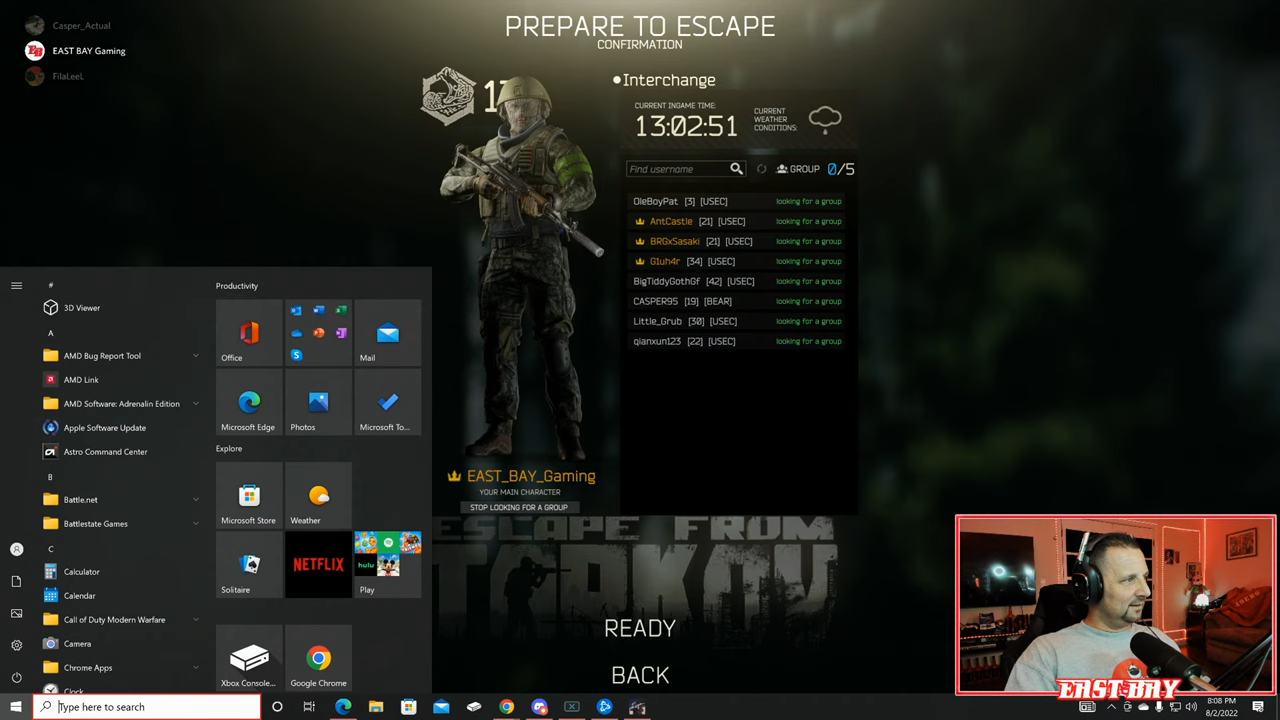 Casper_Actual
EAST BAY Gaming
FilaLeeL
PREPARE TO ESCAPE
CONFIRMATION
Interchange
CURRENT INGAME TIME:
13:02:51
CURRENT WEATHER CONDITIONS:
Find username
GROUP 0/5
OleBoyPat [3] [USEC] looking for a group
AntCastle [21] [USEC] looking for a group
BRGxSasaki [21] [USEC] looking for a group
G1uh4r [34] [USEC] looking for a group
BigTiddyGothGf [42] [USEC] looking for a group
CASPER95 [19] [BEAR] looking for a group
Little_Grub [30] [USEC] looking for a group
qianxun123 [22] [USEC] looking for a group
EAST_BAY_Gaming
YOUR MAIN CHARACTER
STOP LOOKING FOR A GROUP
ESCAPE FROM
TARKOV
READY
BACK
#
3D Viewer
A
AMD Bug Report Tool
AMD Link
AMD Software: Adrenalin Edition
Apple Software Update
Astro Command Center
B
Battle.net
Battlestate Games
C
Calculator
Calendar
Call of Duty Modern Warfare
Camera
Chrome Apps
Clock
Productivity
Office
Mail
Microsoft Edge
Photos
Microsoft To...
Explore
Microsoft Store
Weather
Solitaire
NETFLIX
hulu
Play
Xbox Console...
Google Chrome
Type here to search
EAST BAY
8:08 PM
8/2/2022